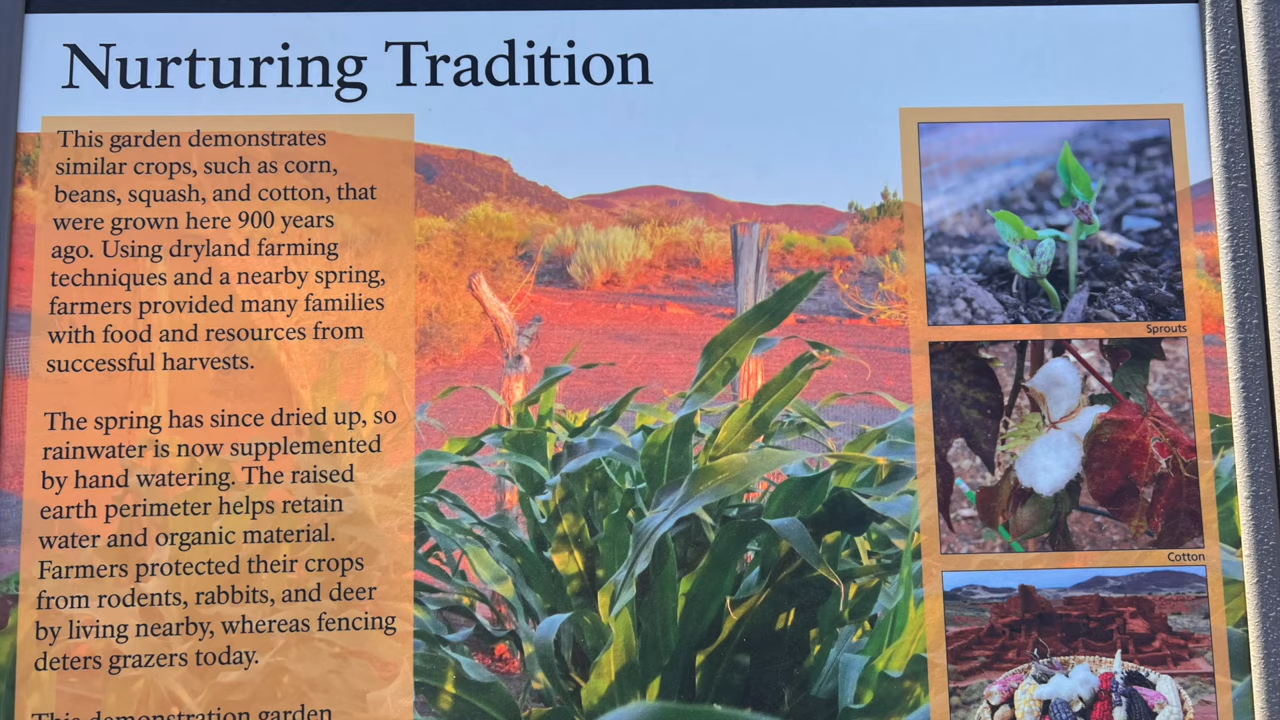 Nurturing Tradition
This garden demonstrates
similar crops, such as corn,
beans, squash, and cotton, that
were grown here 900 years
ago. Using dryland farming
techniques and a nearby spring,
farmers provided many families
with food and resources from
successful harvests.
The spring has since dried up, so
rainwater is now supplemented
by hand watering. The raised
earth perimeter helps retain
water and organic material.
Farmers protected their crops
from rodents, rabbits, and deer
by living nearby, whereas fencing
deters grazers today.
This demonstration garden
Sprouts
Cotton